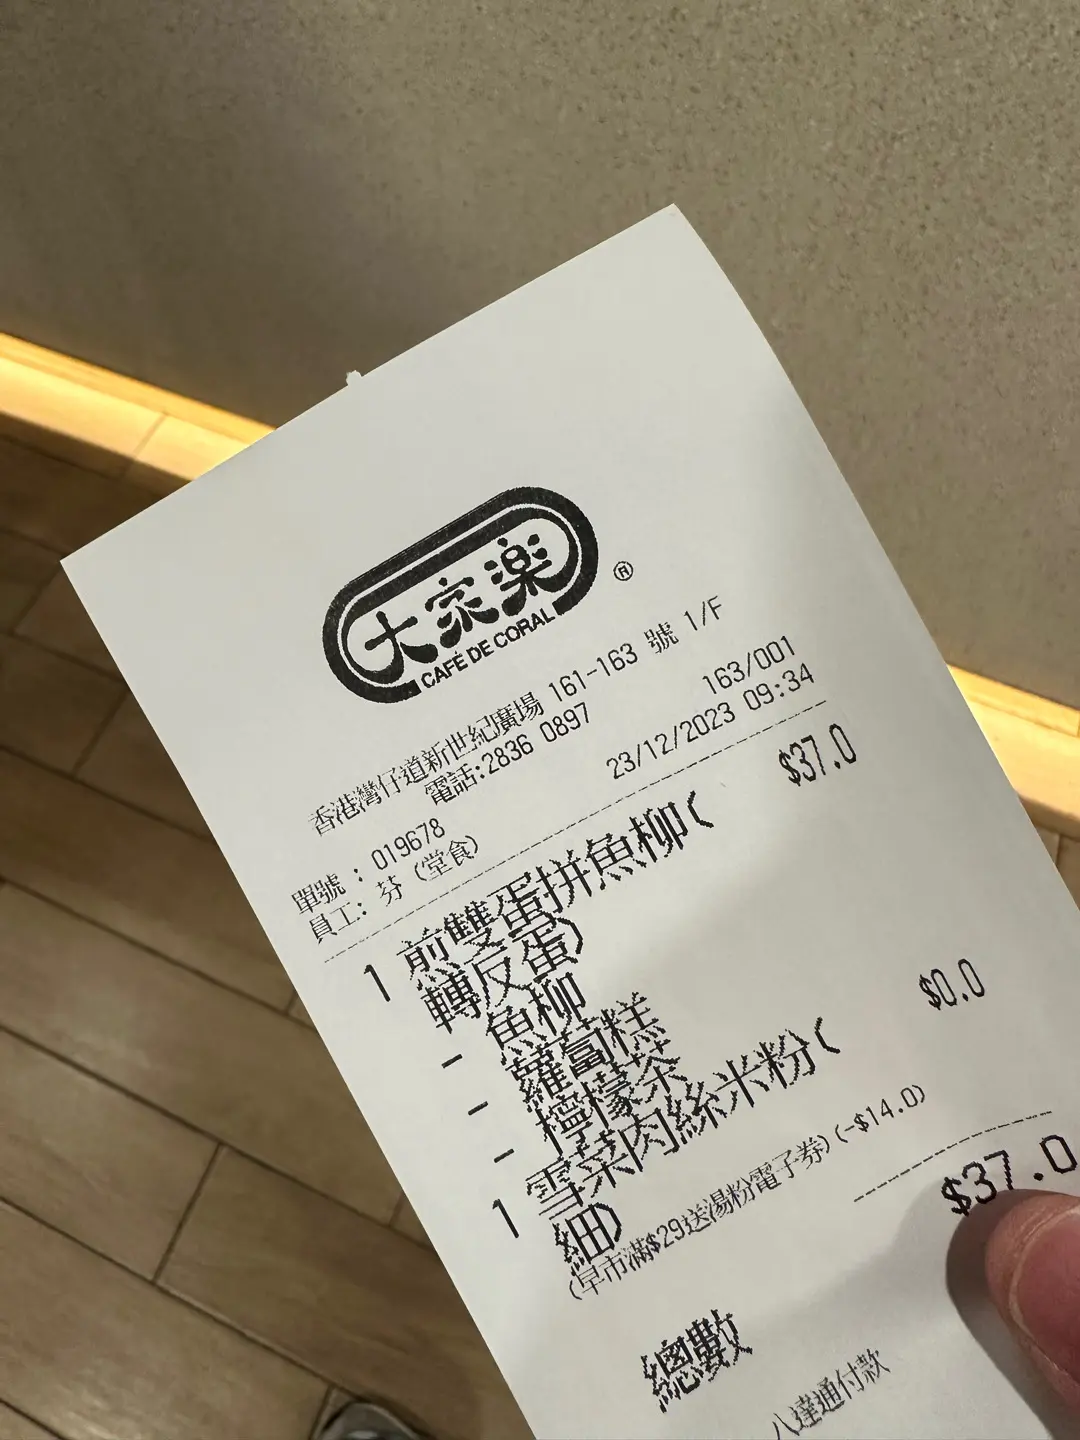 大家樂
CAFÉ DE CORAL
®
香港灣仔道新世紀廣場 161-163 號 1/F
電話:2836 0897
163/001
23/12/2023 09:34
單號 : 019678
員工: 芬 (堂食)
1 煎雙蛋拼魚柳( $37.0
轉反蛋)
- 魚柳
- 蘿蔔糕
- 檸檬茶
1 雪菜肉絲米粉( $0.0
細)
(早市滿$29送湯粉電子券)(-$14.0)
總數 $37.0
八達通付款